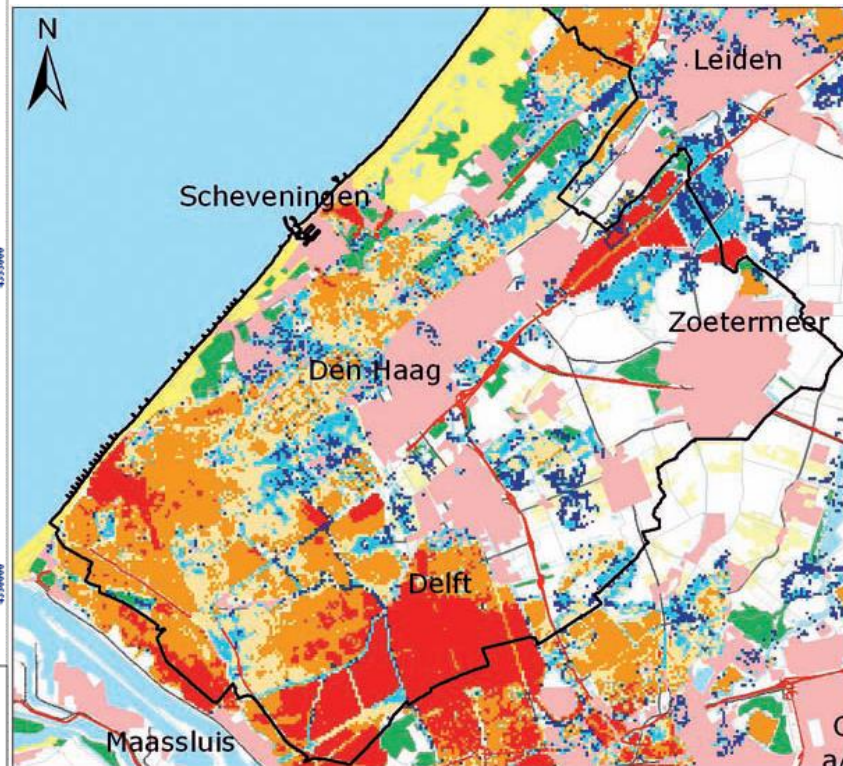 N
Leiden
Scheveningen
Zoetermeer
Den Haag
Delft
Maassluis